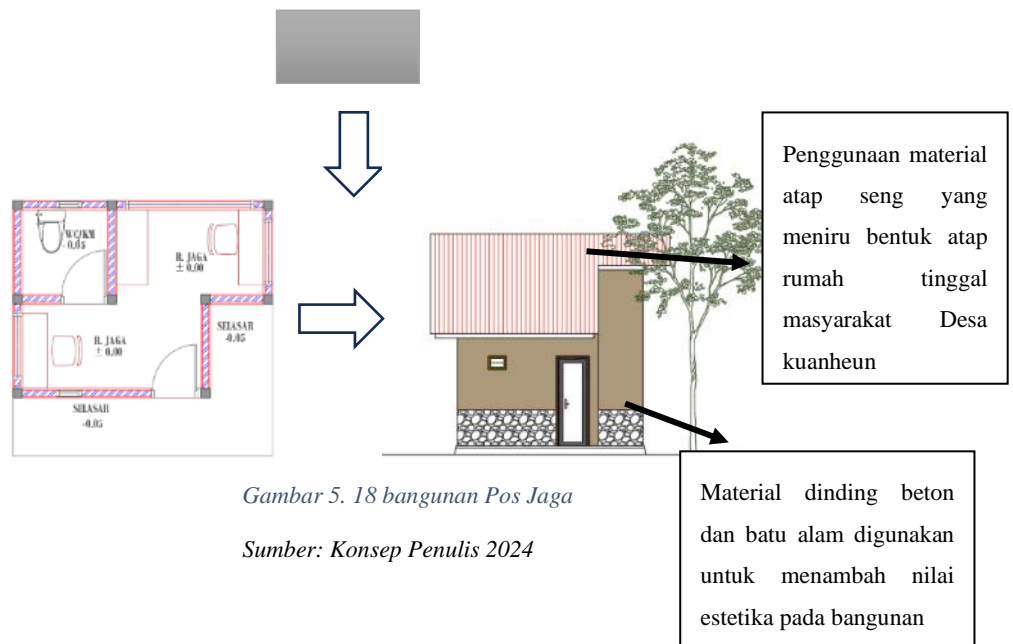 Penggunaan material
atap seng yang
meniru bentuk atap
rumah tinggal
masyarakat Desa
kuanheun
WC/KM
- 0.05
R. JAGA
± 0.00
R. JAGA
± 0.00
SELASAR
-0.05
SELASAR
-0.05
Gambar 5. 18 bangunan Pos Jaga
Sumber: Konsep Penulis 2024
Material dinding beton
dan batu alam digunakan
untuk menambah nilai
estetika pada bangunan